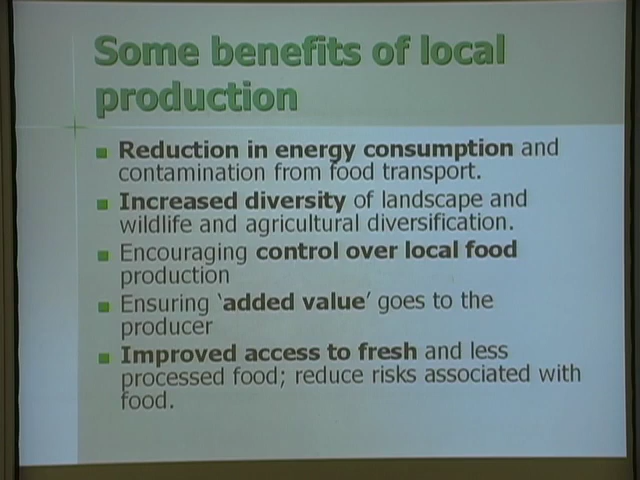 Some benefits of local
production
Reduction in energy consumption and
contamination from food transport.
Increased diversity of landscape and
wildlife and agricultural diversification.
Encouraging control over local food
production
Ensuring ‘added value’ goes to the
producer
Improved access to fresh and less
processed food; reduce risks associated with
food.